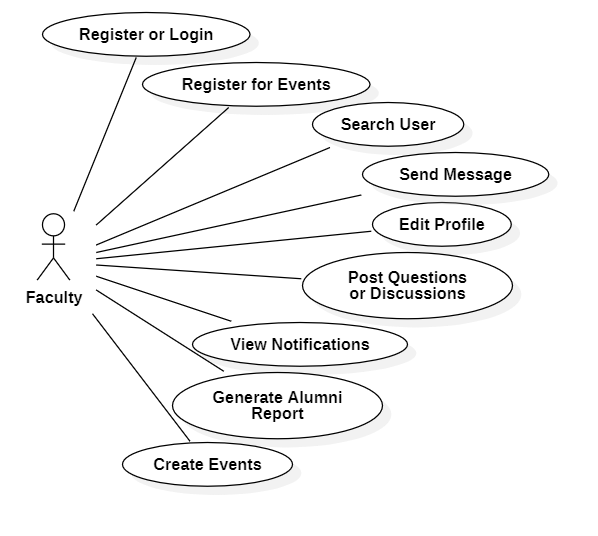 Register or Login
Register for Events
Search User
Send Message
Edit Profile
Post Questions
or Discussions
Faculty
View Notifications
Generate Alumni
Report
Create Events